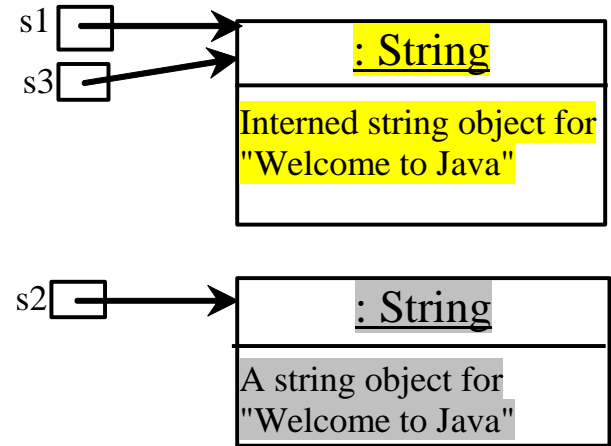 s1
: String
s3
Interned string object for
"Welcome to Java"
s2
: String
A string object for
"Welcome to Java"